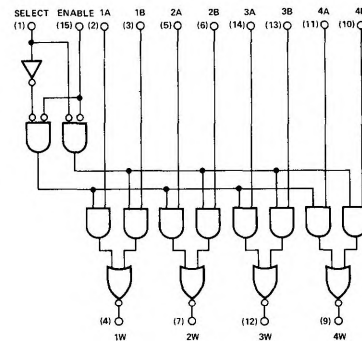 SELECT ENABLE 1A 1B 2A 2B 3A 3B 4A
(1) (15) (2) (3) (5) (6) (14) (13) (11) (10)
(4) (7) (12) (9)
1W 2W 3W 4W